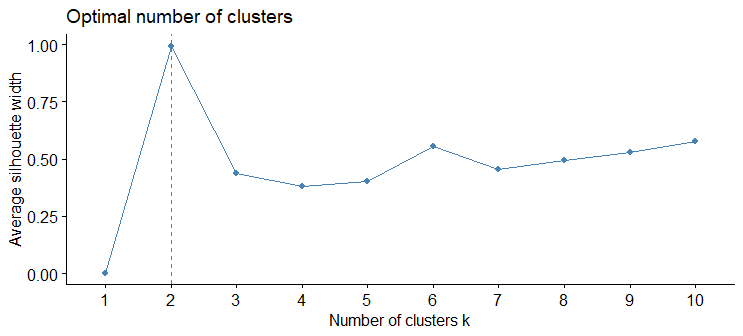 Optimal number of clusters
Average silhouette width
1.00
0.75
0.50
0.25
0.00
1 2 3 4 5 6 7 8 9 10
Number of clusters k